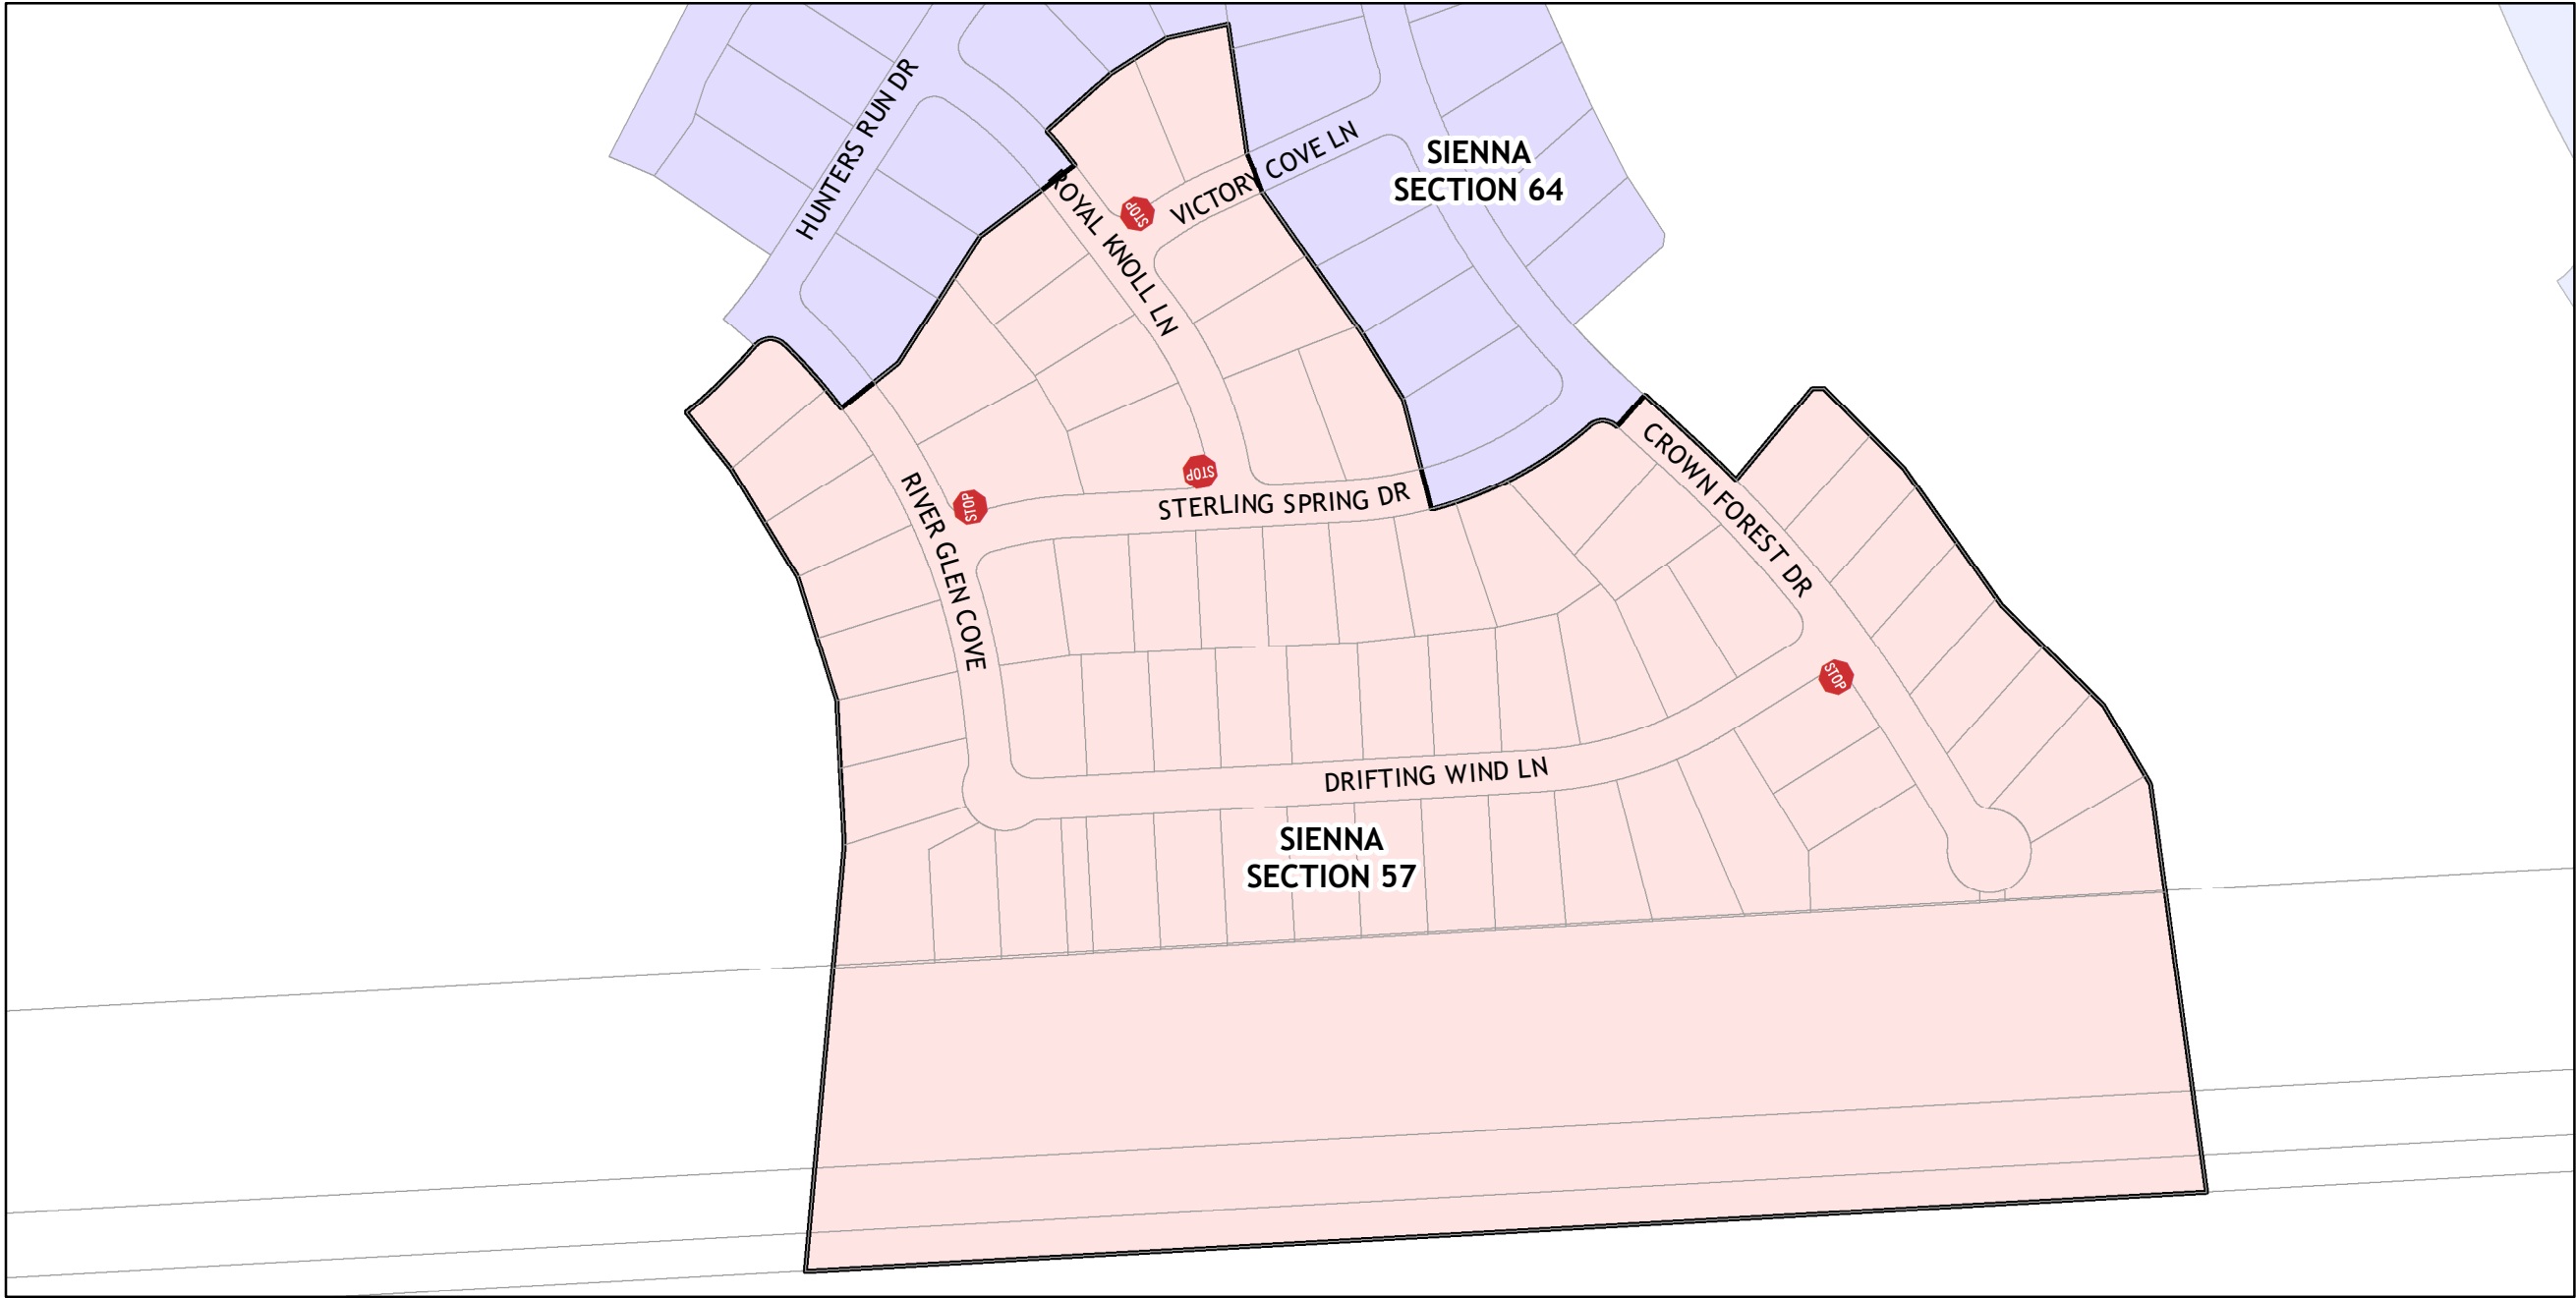 HUNTERS RUN DR
VICTORY COVE LN
SIENNA
SECTION 64
STOP
ROYAL KNOLL LN
STOP
STERLING SPRING DR
STOP
RIVER GLEN COVE
CROWN FOREST DR
STOP
DRIFTING WIND LN
SIENNA
SECTION 57